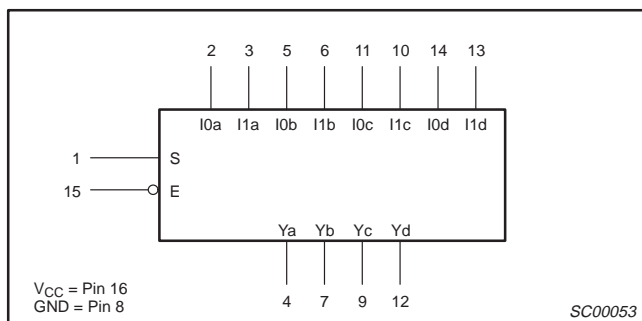 2 3 5 6 11 10 14 13
I0a I1a I0b I1b I0c I1c I0d I1d
1 S
15 E
Ya Yb Yc Yd
4 7 9 12
VCC = Pin 16
GND = Pin 8
SC00053